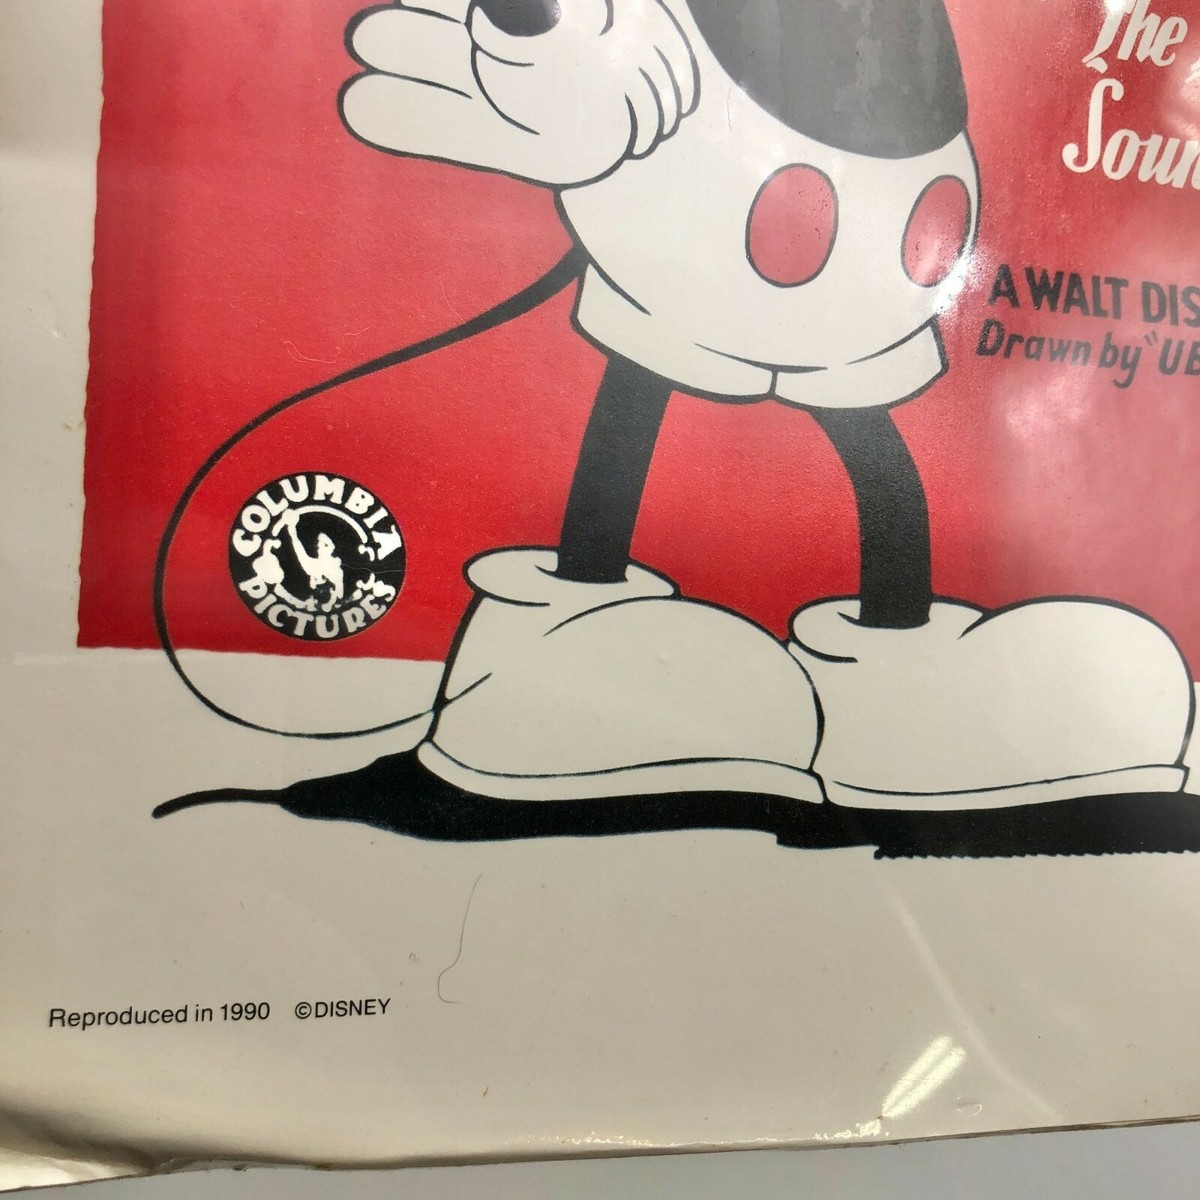 The
Soun
A WALT DIS
Drawn by "UB
COLUMBIA
PICTURES
Reproduced in 1990 ©DISNEY